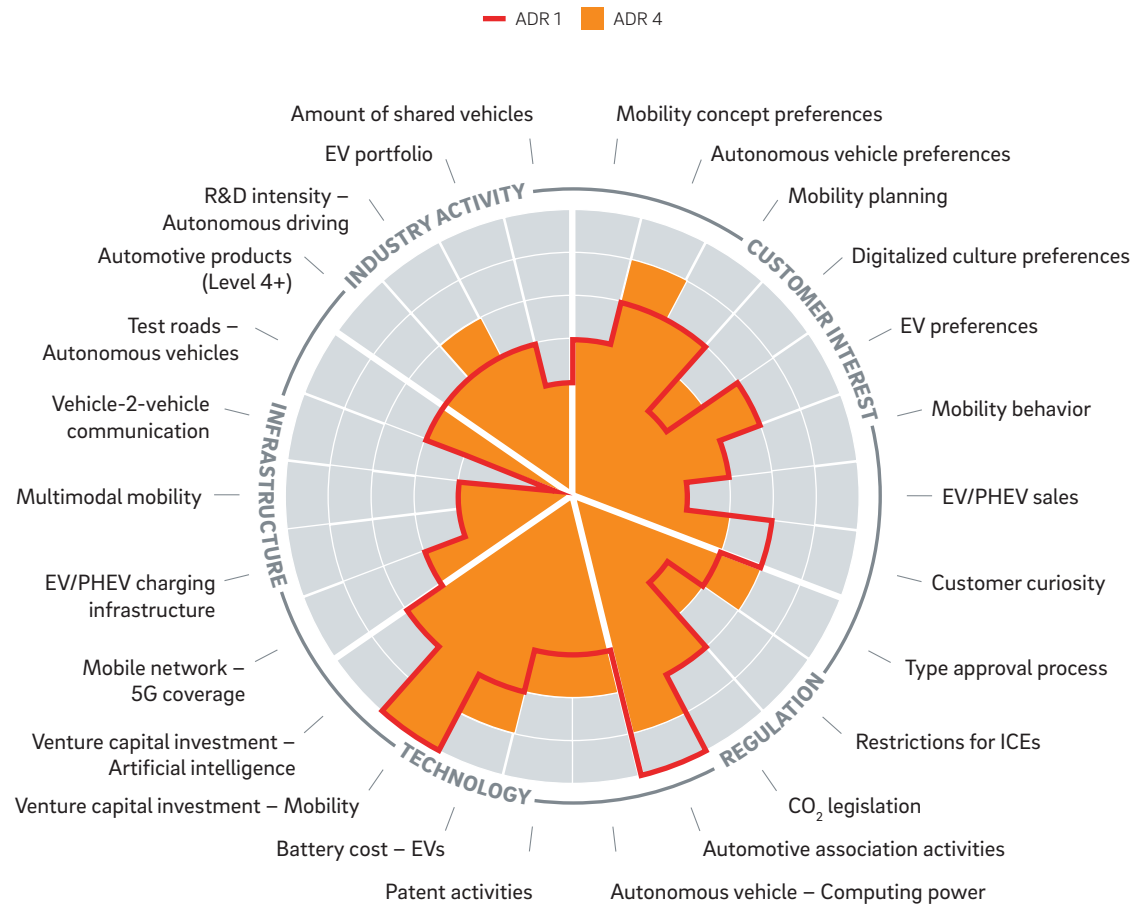 ADR 1 ADR 4
Amount of shared vehicles
Mobility concept preferences
EV portfolio
Autonomous vehicle preferences
R&D intensity –
Autonomous driving
Mobility planning
Automotive products
(Level 4+)
Digitalized culture preferences
Test roads –
Autonomous vehicles
EV preferences
Vehicle-2-vehicle
communication
Mobility behavior
Multimodal mobility
EV/PHEV sales
EV/PHEV charging
infrastructure
Customer curiosity
Mobile network –
5G coverage
Type approval process
Venture capital investment –
Artificial intelligence
Restrictions for ICEs
Venture capital investment – Mobility
CO₂ legislation
Battery cost – EVs
Automotive association activities
Patent activities
Autonomous vehicle – Computing power
INDUSTRY ACTIVITY
CUSTOMER INTEREST
INFRASTRUCTURE
REGULATION
TECHNOLOGY